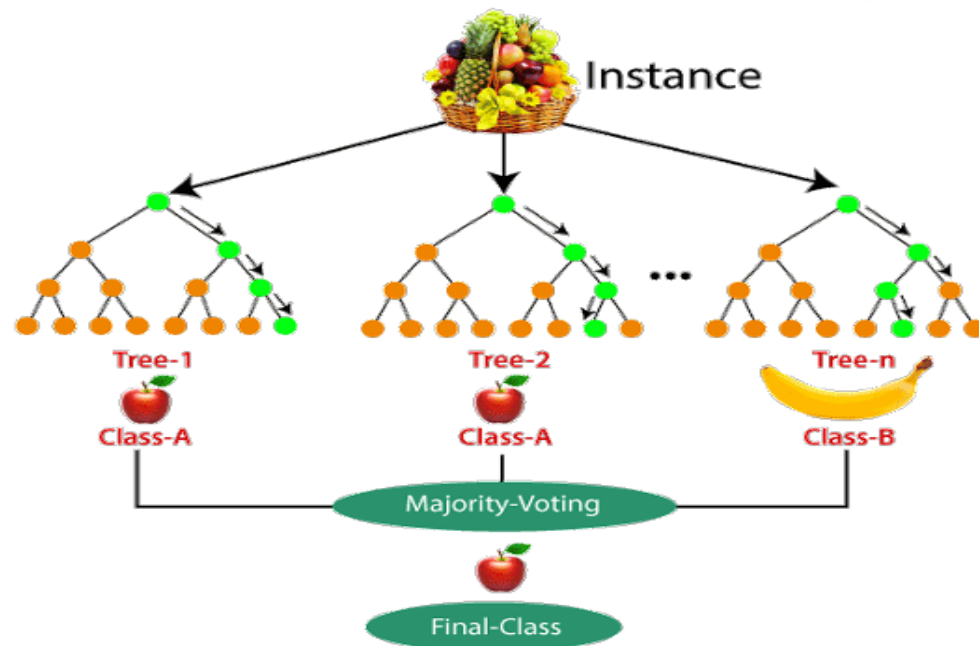 Instance
...
Tree-1
Tree-2
Tree-n
Class-A
Class-A
Class-B
Majority-Voting
Final-Class